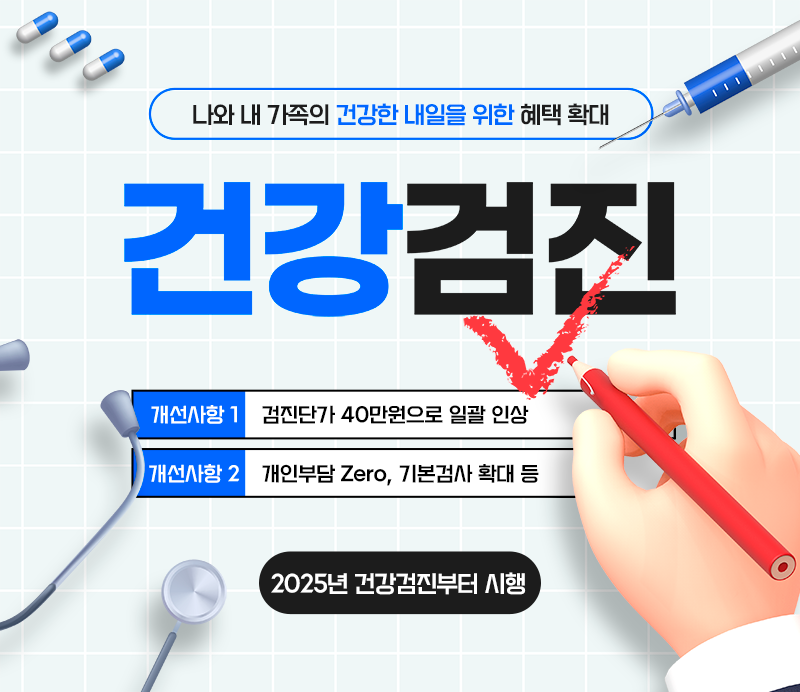 나와 내 가족의 건강한 내일을 위한 혜택 확대
건강검진
개선사항 1 검진단가 40만원으로 일괄 인상
개선사항 2 개인부담 Zero, 기본검사 확대 등
2025년 건강검진부터 시행